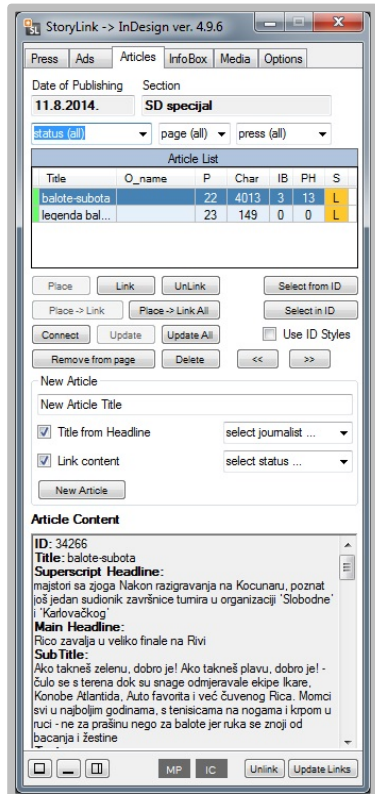 StoryLink -> InDesign ver. 4.9.6
Press Ads Articles InfoBox Media Options
Date of Publishing Section
11.8.2014. SD specijal
status (all) page (all) press (all)
Article List
Title O_name P Char IB PH S
balote-subota 22 4013 3 13 L
legenda bal... 23 149 0 0 L
Place Link UnLink Select from ID
Place -> Link Place -> Link All Select in ID
Connect Update Update All Use ID Styles
Remove from page Delete << >>
New Article
New Article Title
Title from Headline select journalist ...
Link content select status ...
New Article
Article Content
ID: 34266
Title: balote-subota
Superscript Headline:
majstori sa zjoga Nakon razigravanja na Kocunaru, poznat
još jedan sudionik završnice turnira u organizaciji 'Slobodne'
i 'Karlovačkog'
Main Headline:
Rico zavalja u veliko finale na Rivi
SubTitle:
Ako takneš zelenu, dobro je! Ako takneš plavu, dobro je! -
čulo se s terena dok su snage odmjeravale ekipe Ikare,
Konobe Atlantida, Auto favorita i već čuvenog Rica. Momci
svi u najboljim godinama, s tenisicama na nogama i krpom u
ruci - ne za prašinu nego za balote jer ruka se znoji od
bacanja i žestine
MP IC Unlink Update Links